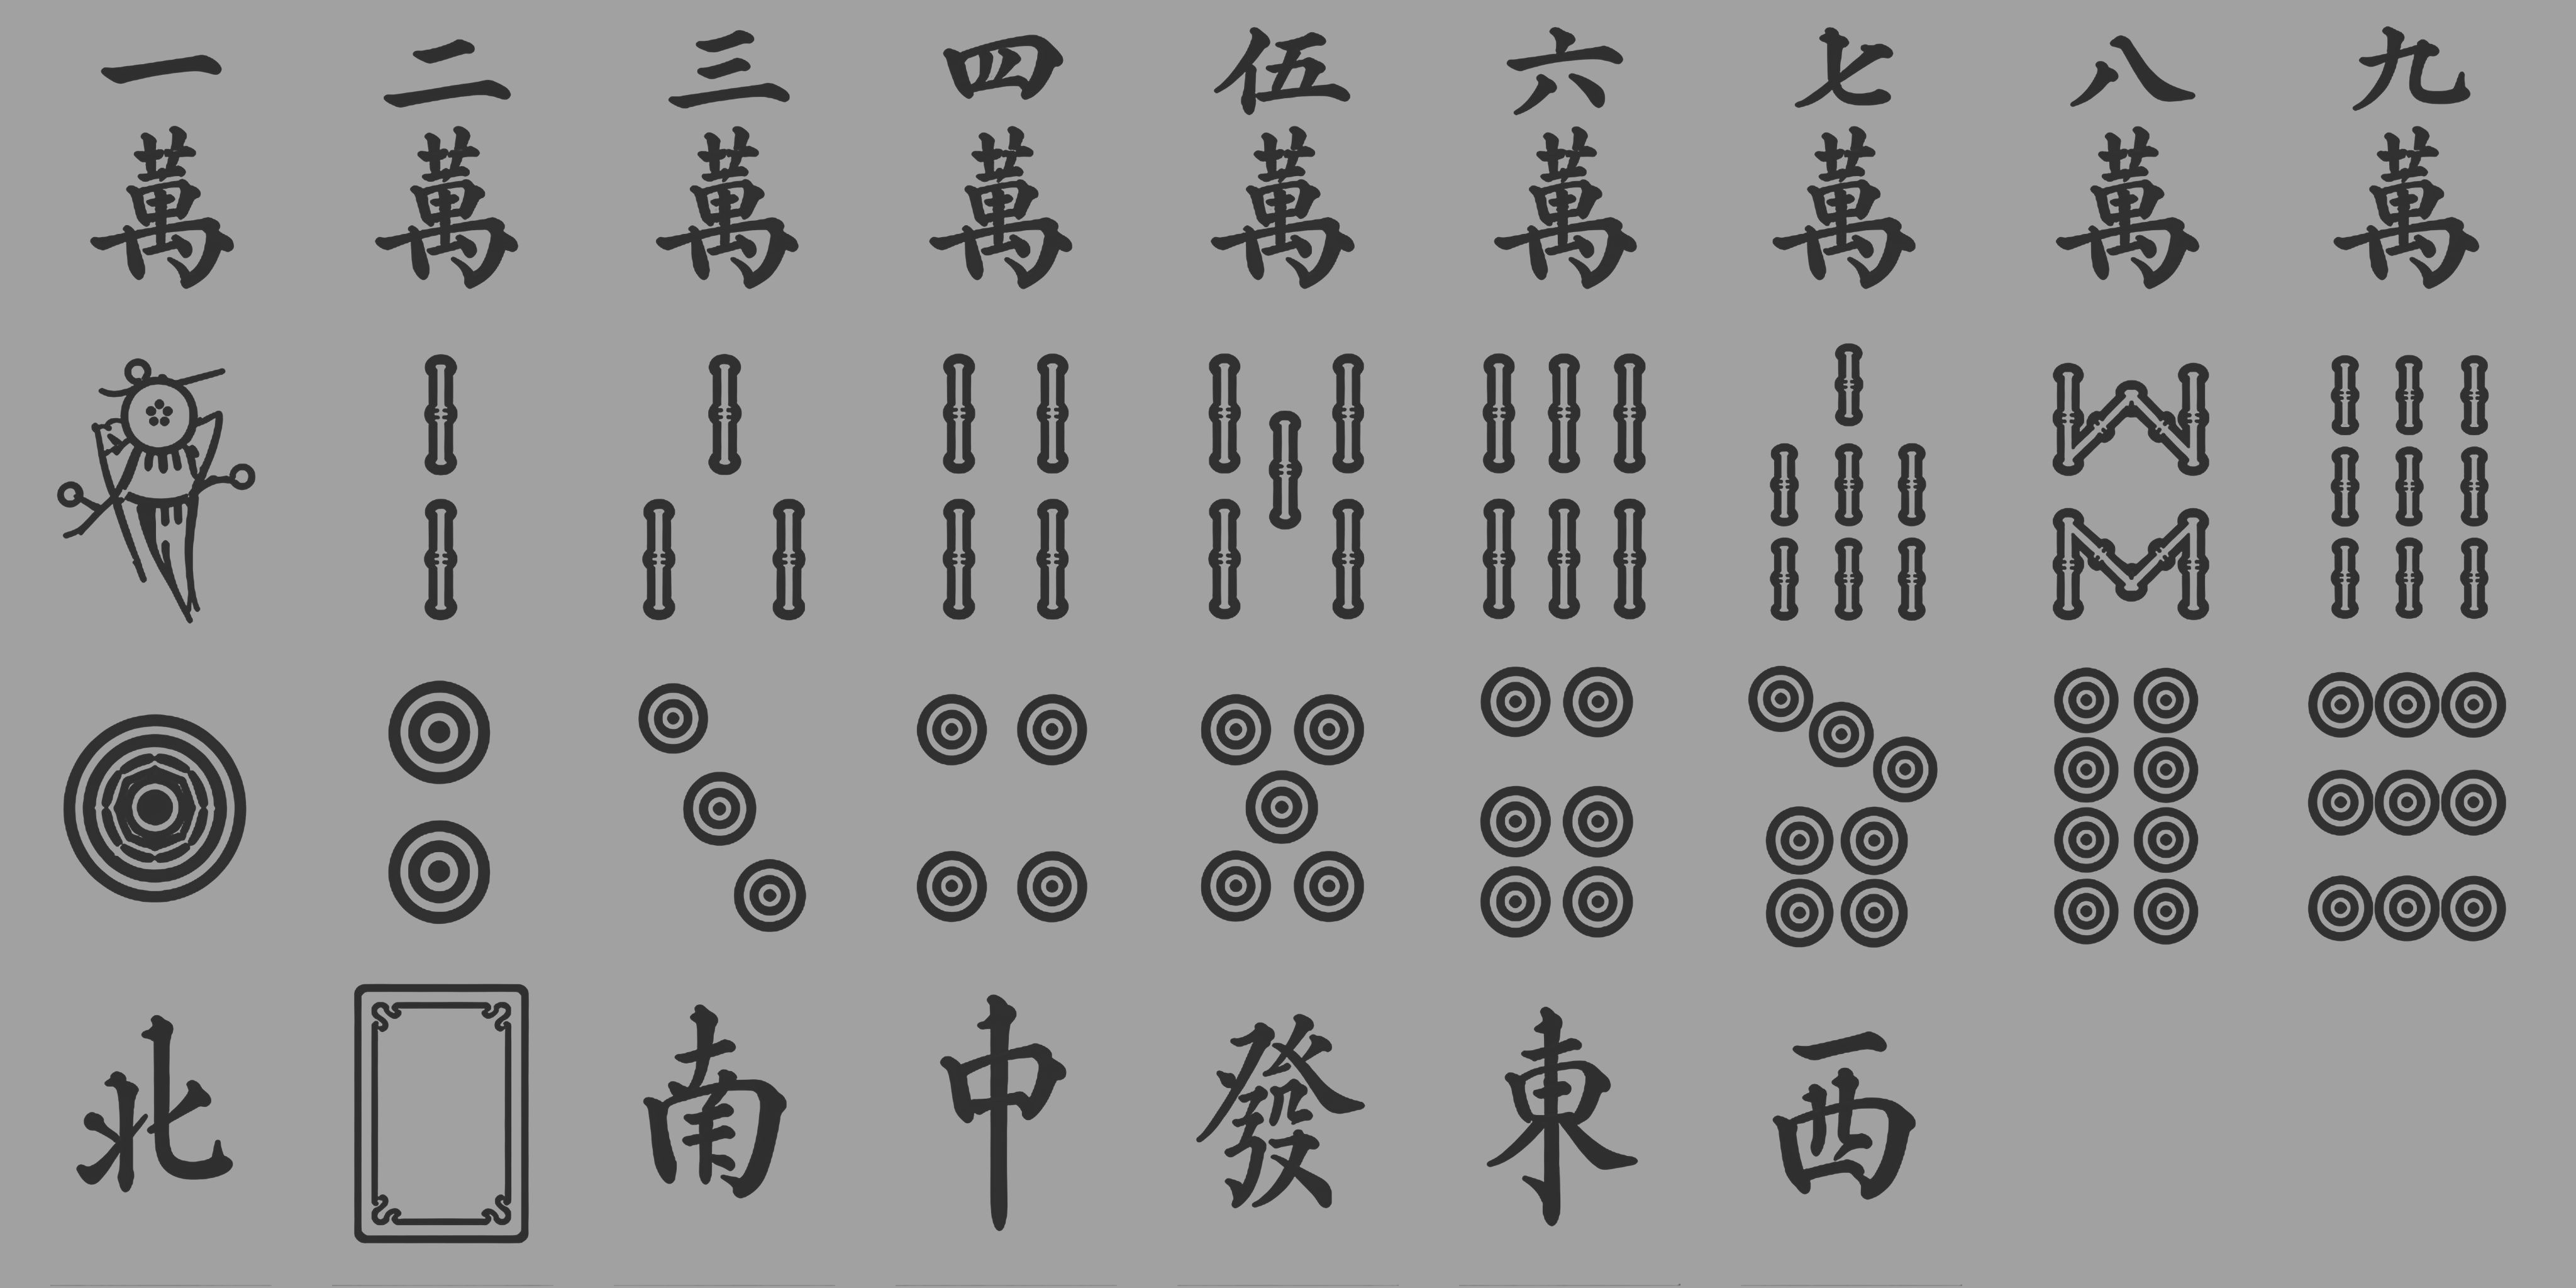 一 二 三 四 伍 六 七 八 九
萬 萬 萬 萬 萬 萬 萬 萬 萬
北 南 中 發 東 西